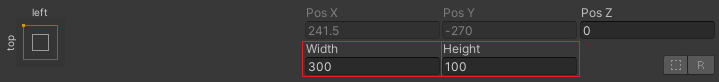 left
top
Pos X Pos Y Pos Z
241.5 -270 0
Width Height
300 100
R